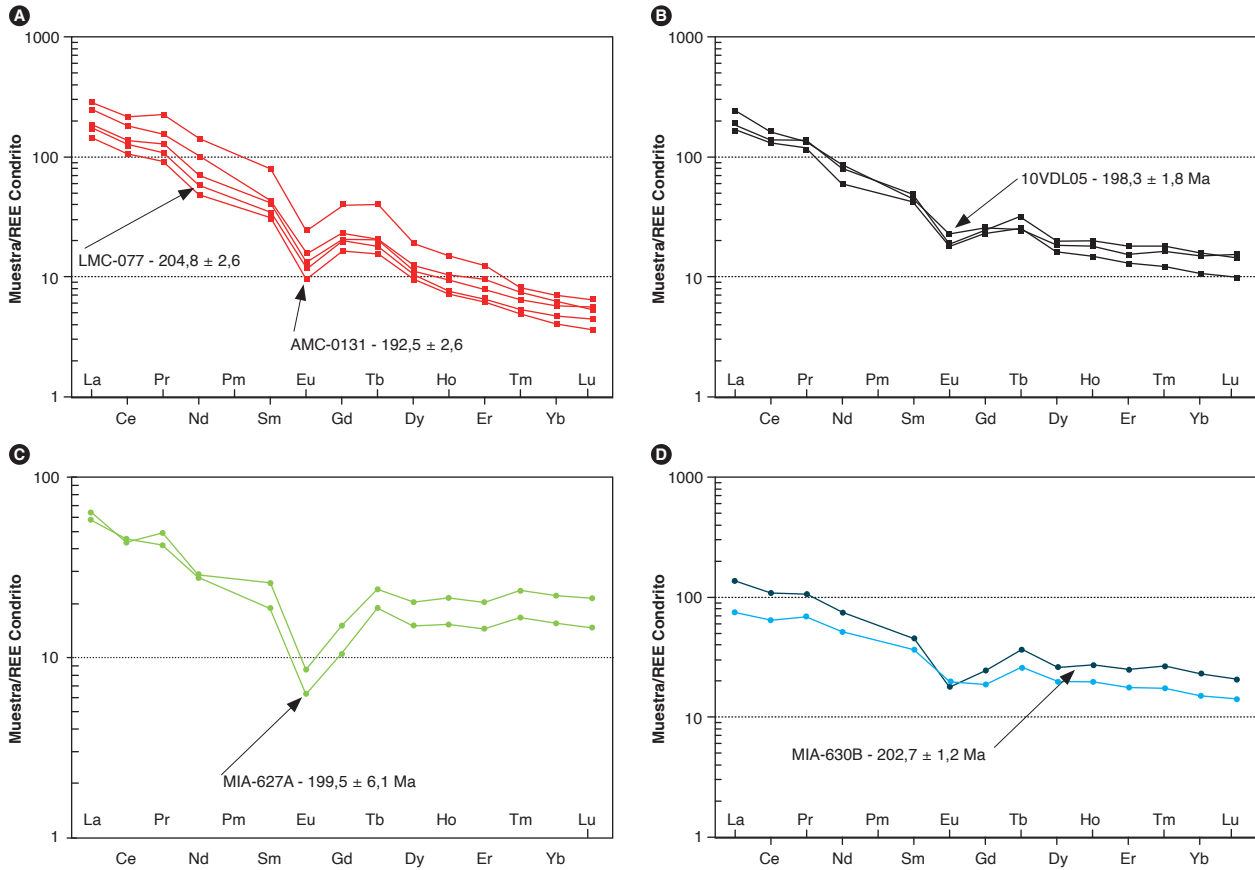 A
Muestra/REE Condrito
1000
100
10
1
LMC-077 - 204,8 ± 2,6
AMC-0131 - 192,5 ± 2,6
La Pr Pm Eu Tb Ho Tm Lu
Ce Nd Sm Gd Dy Er Yb
B
Muestra/REE Condrito
1000
100
10
1
10VDL05 - 198,3 ± 1,8 Ma
La Pr Pm Eu Tb Ho Tm Lu
Ce Nd Sm Gd Dy Er Yb
C
Muestra/REE Condrito
100
10
1
MIA-627A - 199,5 ± 6,1 Ma
La Pr Pm Eu Tb Ho Tm Lu
Ce Nd Sm Gd Dy Er Yb
D
Muestra/REE Condrito
1000
100
10
1
MIA-630B - 202,7 ± 1,2 Ma
La Pr Pm Eu Tb Ho Tm Lu
Ce Nd Sm Gd Dy Er Yb